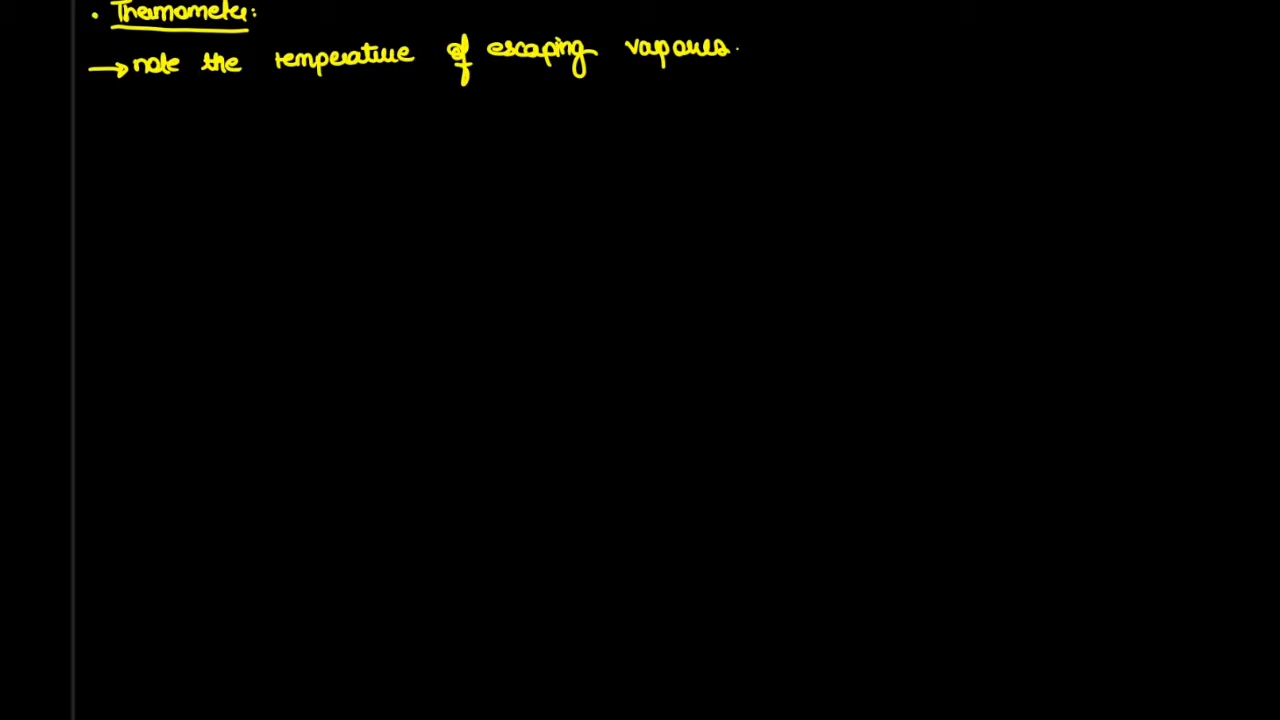 • Thermometer:
→ note the temperature of escaping vapours.